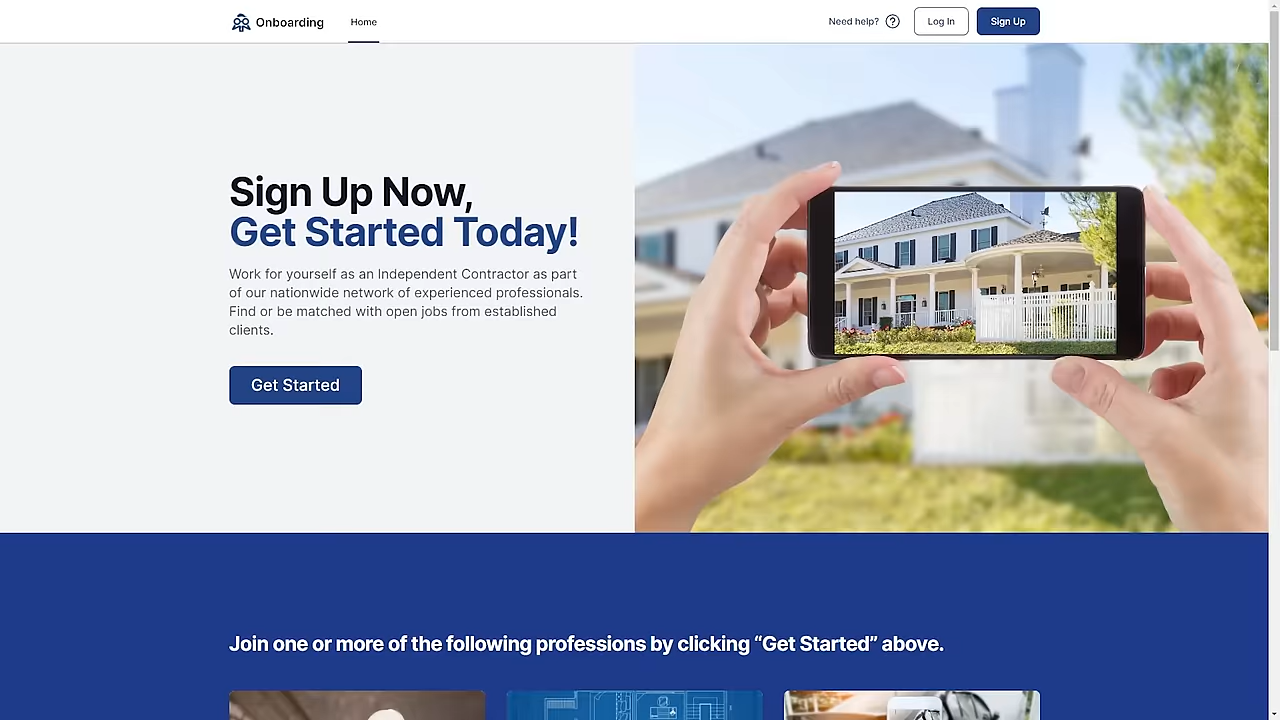 Onboarding
Home
Need help?
Log In
Sign Up
Sign Up Now,
Get Started Today!
Work for yourself as an Independent Contractor as part
of our nationwide network of experienced professionals.
Find or be matched with open jobs from established
clients.
Get Started
Join one or more of the following professions by clicking “Get Started” above.